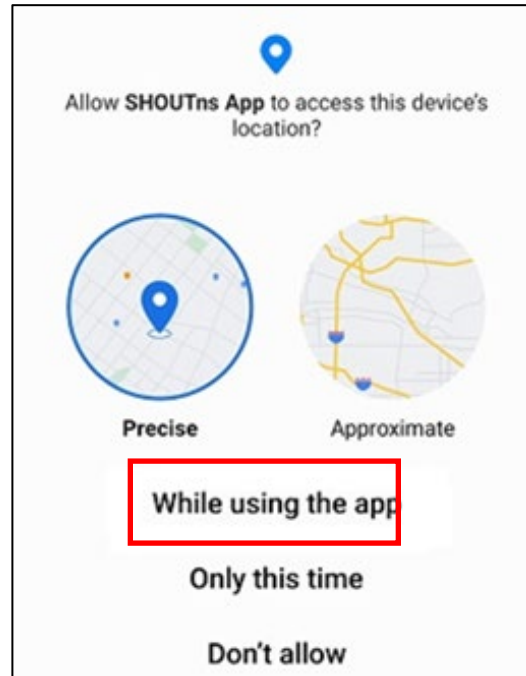 Allow SHOUTns App to access this device's
location?
Precise Approximate
While using the app
Only this time
Don't allow